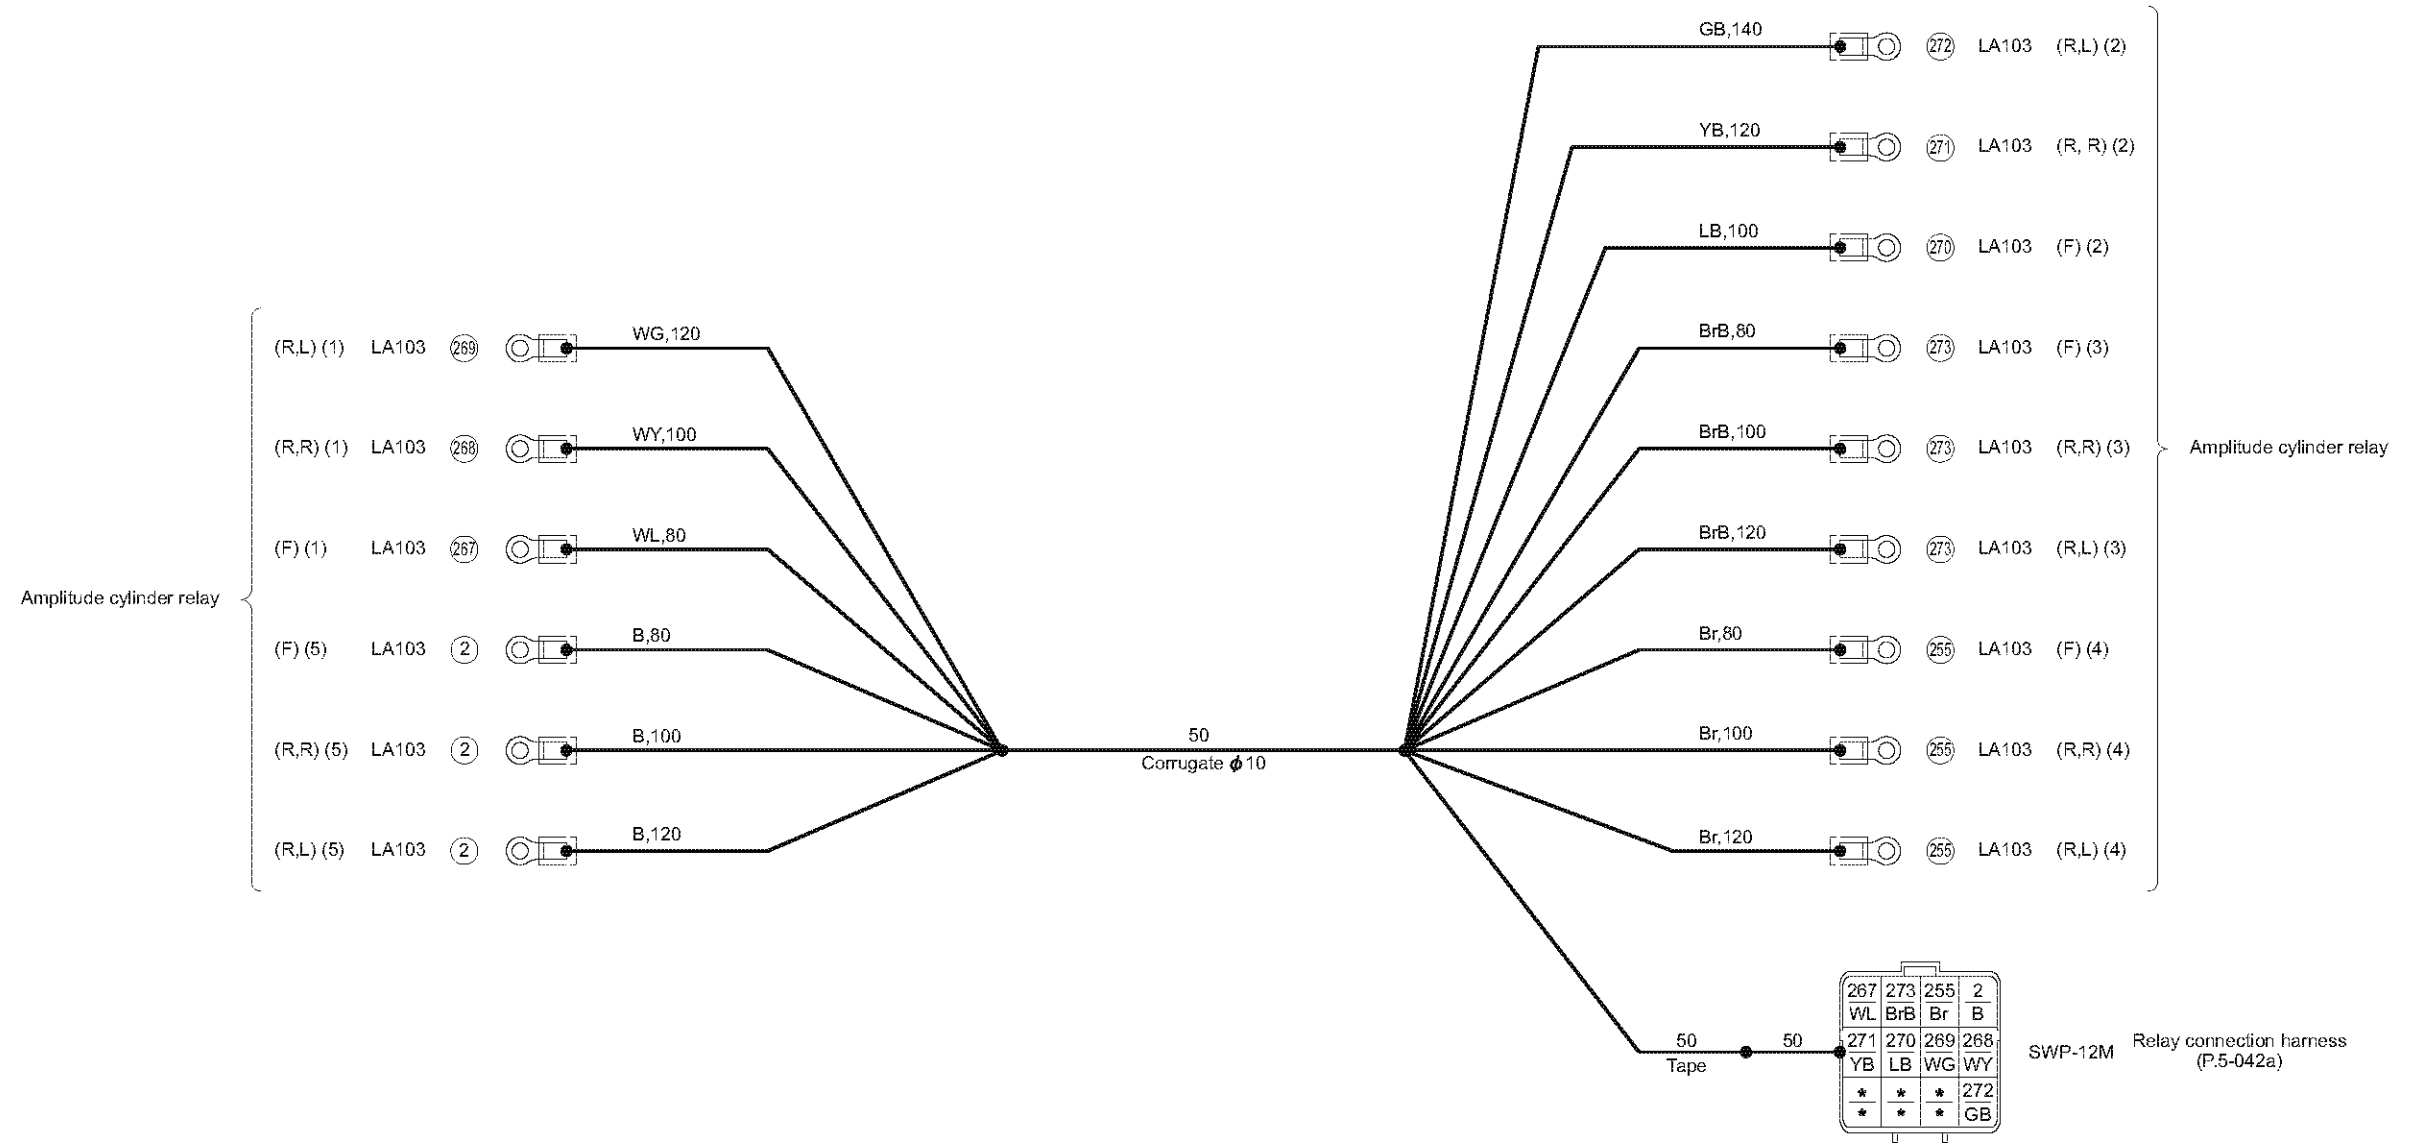 GB,140
272 LA103 (R,L) (2)
YB,120
271 LA103 (R, R) (2)
LB,100
270 LA103 (F) (2)
(R,L) (1) LA103 269
WG,120
BrB,80
273 LA103 (F) (3)
(R,R) (1) LA103 268
WY,100
BrB,100
273 LA103 (R,R) (3)
Amplitude cylinder relay
(F) (1) LA103 267
WL,80
BrB,120
273 LA103 (R,L) (3)
Amplitude cylinder relay
(F) (5) LA103 2
B,80
Br,80
255 LA103 (F) (4)
(R,R) (5) LA103 2
B,100
50
Corrugate ϕ10
Br,100
255 LA103 (R,R) (4)
(R,L) (5) LA103 2
B,120
Br,120
255 LA103 (R,L) (4)
50
Tape
50
267 273 255 2
WL BrB Br B
271 270 269 268
YB LB WG WY
* * * 272
* * * GB
SWP-12M
Relay connection harness
(P.5-042a)